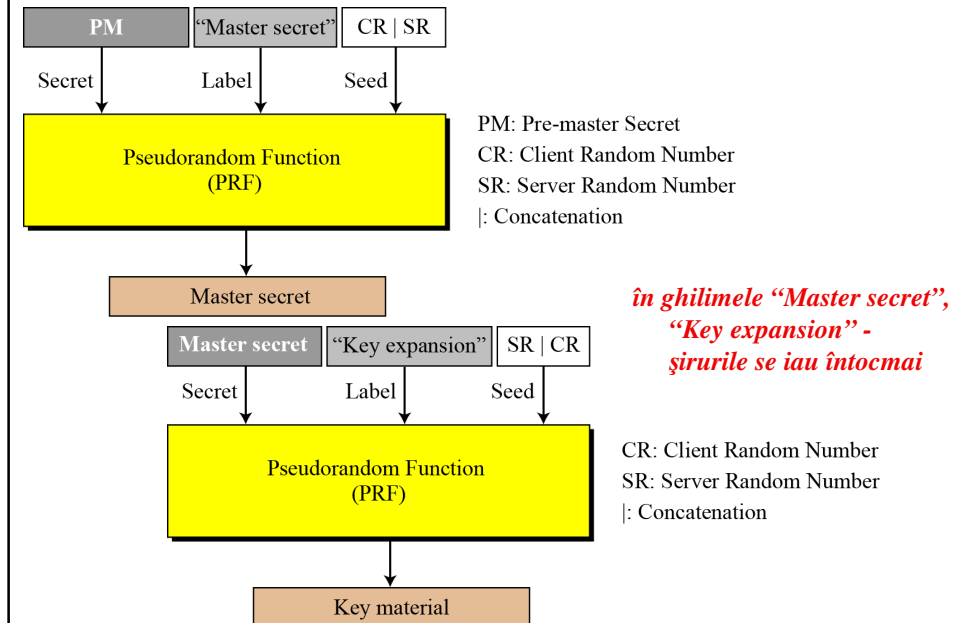 PM “Master secret” CR | SR
Secret Label Seed
Pseudorandom Function
(PRF)
PM: Pre-master Secret
CR: Client Random Number
SR: Server Random Number
|: Concatenation
Master secret
în ghilimele “Master secret”,
“Key expansion” -
şirurile se iau întocmai
Master secret “Key expansion” SR | CR
Secret Label Seed
Pseudorandom Function
(PRF)
CR: Client Random Number
SR: Server Random Number
|: Concatenation
Key material